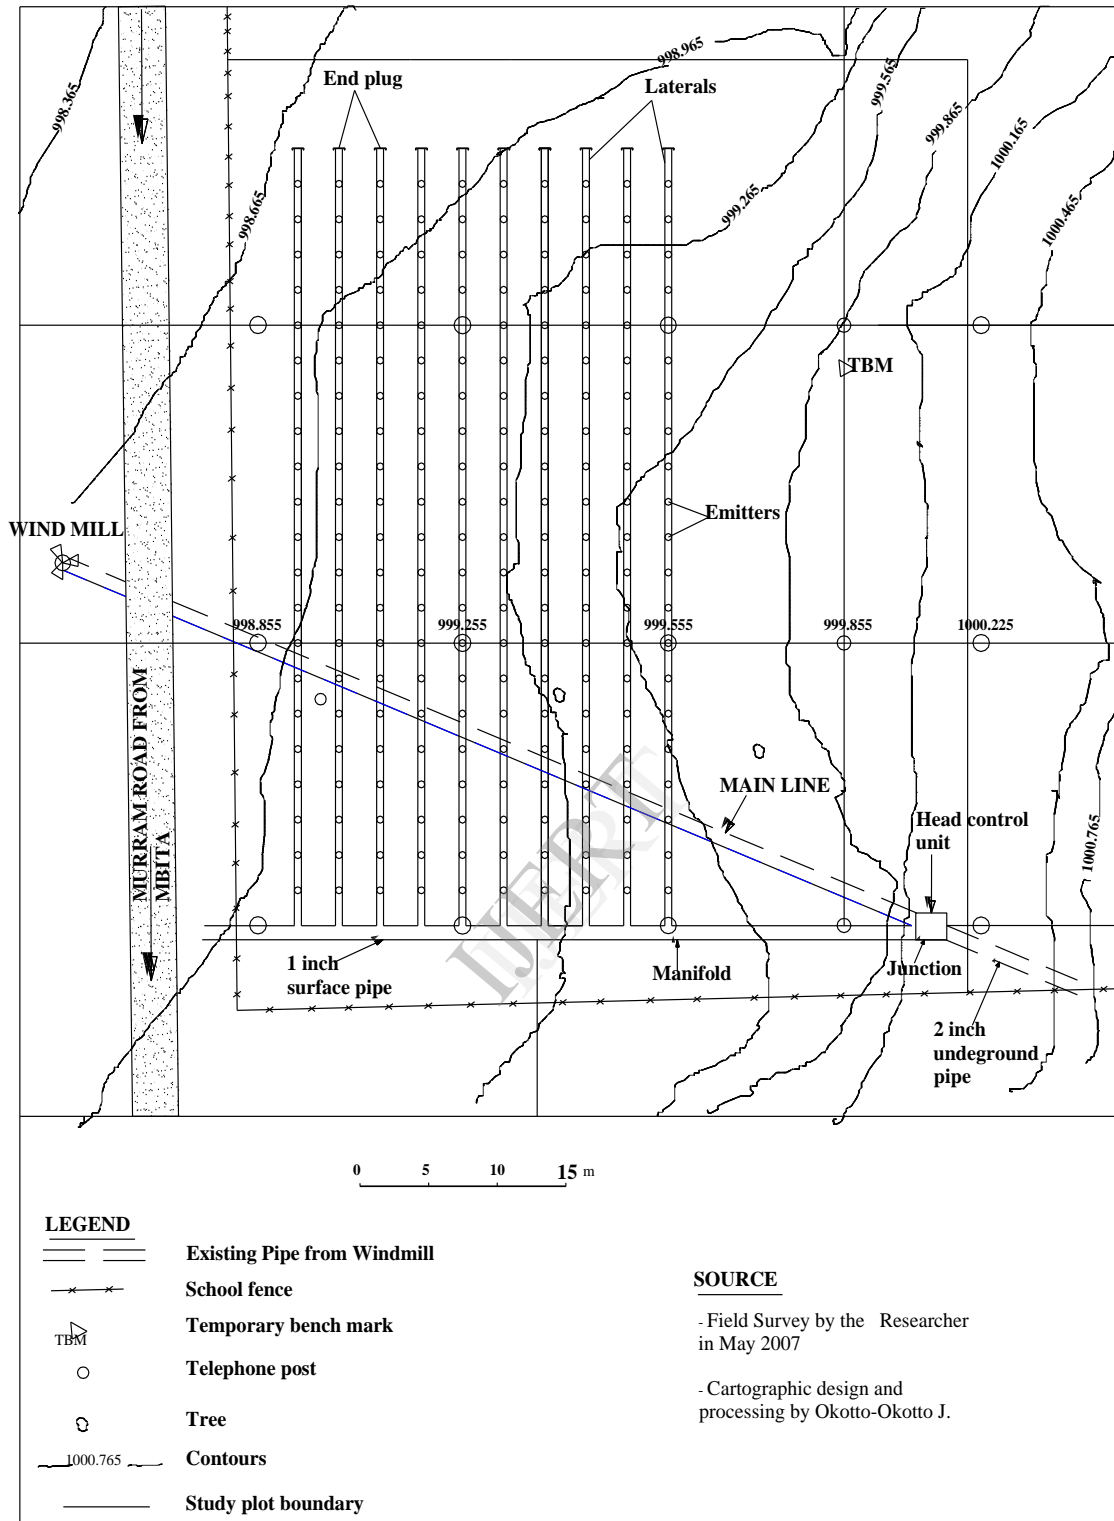 998.365
End plug
998.965
Laterals
999.565
999.865
1000.165
1000.465
998.665
999.265
TBM
WIND MILL
Emitters
998.855
999.255
999.555
999.855
1000.225
MURRAM ROAD FROM
MBITA
MAIN LINE
Head control
unit
1000.765
IJERT
1 inch
surface pipe
Manifold
Junction
2 inch
undeground
pipe
0 5 10 15 m
LEGEND
Existing Pipe from Windmill
School fence
TBM
Temporary bench mark
Telephone post
Tree
1000.765
Contours
Study plot boundary
SOURCE
- Field Survey by the Researcher
in May 2007
- Cartographic design and
processing by Okotto-Okotto J.